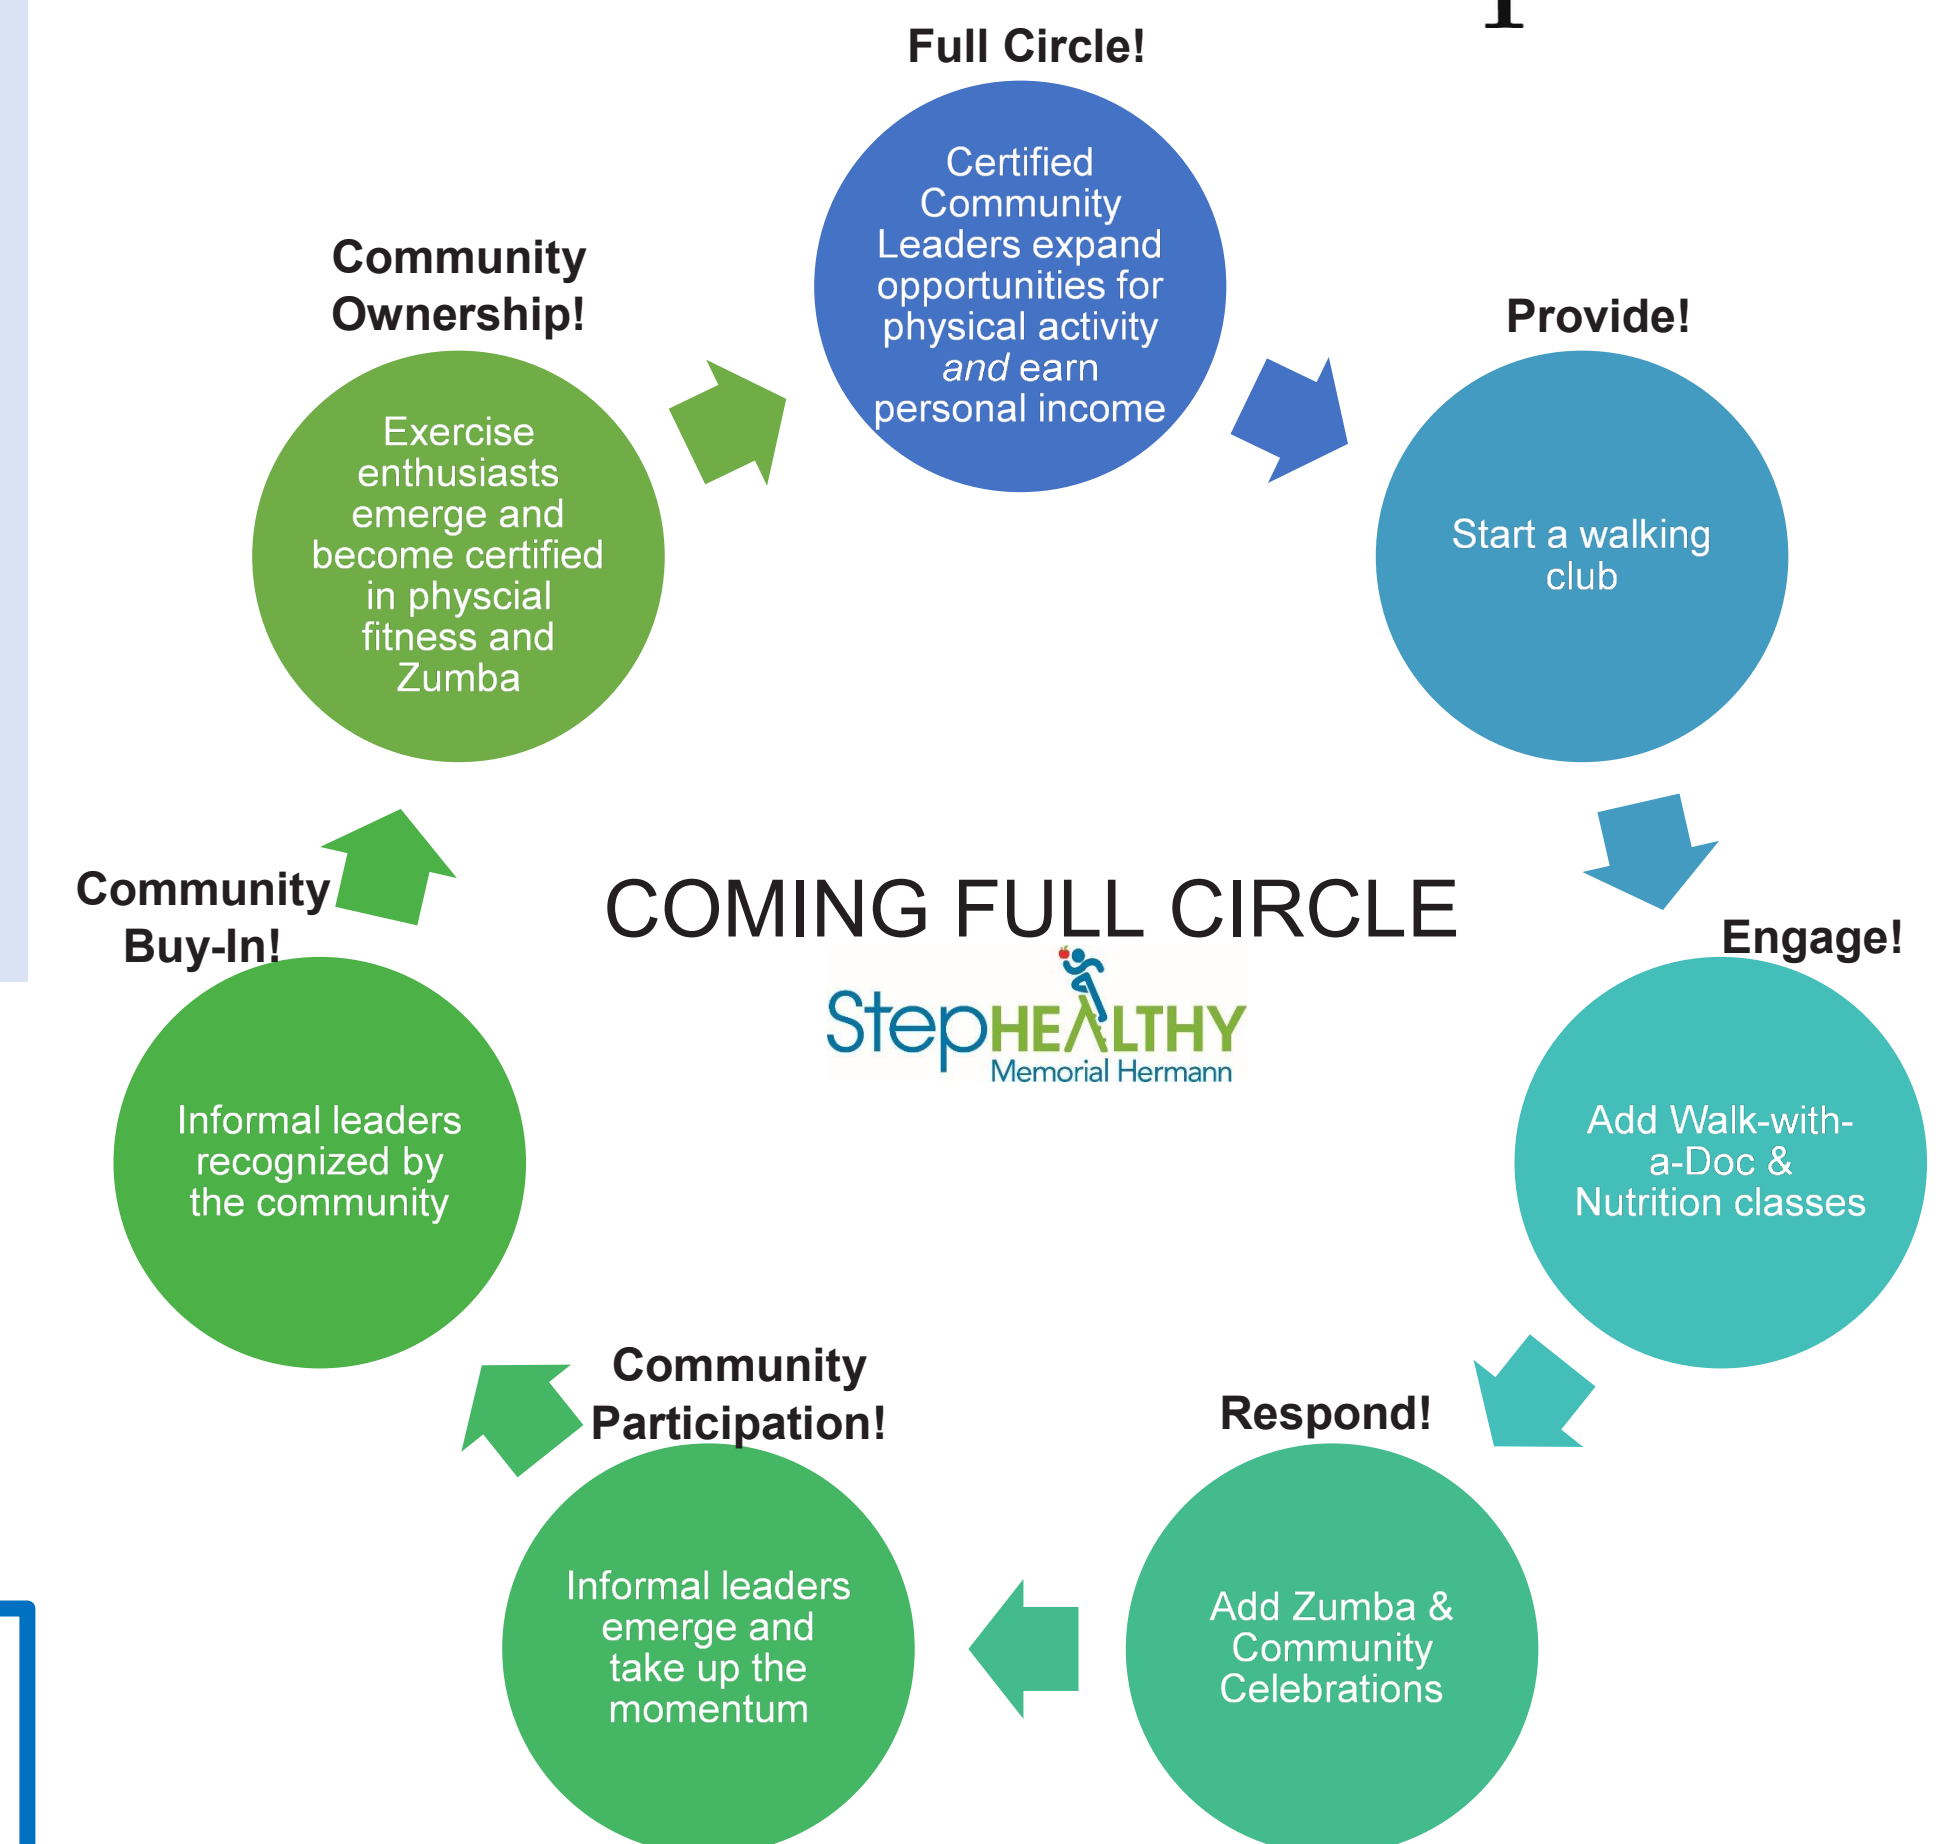 Full Circle!
Certified
Community
Leaders expand
opportunities for
physical activity
and earn
personal income
Provide!
Start a walking
club
Engage!
Add Walk-with-
a-Doc &
Nutrition classes
Respond!
Add Zumba &
Community
Celebrations
Community
Participation!
Informal leaders
emerge and
take up the
momentum
Community
Buy-In!
Informal leaders
recognized by
the community
Community
Ownership!
Exercise
enthusiasts
emerge and
become certified
in physcial
fitness and
Zumba
COMING FULL CIRCLE
StepHEALTHY
Memorial Hermann